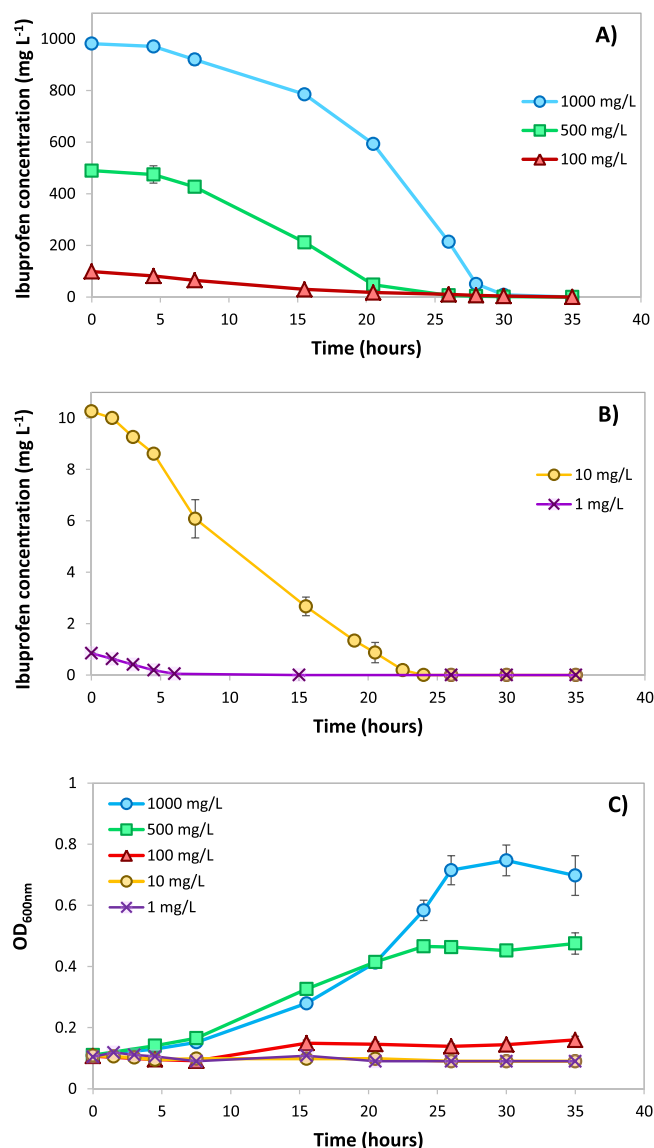 A)
Ibuprofen concentration (mg L⁻¹)
1000
800
600
400
200
0
0 5 10 15 20 25 30 35 40
Time (hours)
1000 mg/L
500 mg/L
100 mg/L
B)
Ibuprofen concentration (mg L⁻¹)
10
8
6
4
2
0
0 5 10 15 20 25 30 35 40
Time (hours)
10 mg/L
1 mg/L
C)
OD600nm
1
0.8
0.6
0.4
0.2
0
0 5 10 15 20 25 30 35 40
Time (hours)
1000 mg/L
500 mg/L
100 mg/L
10 mg/L
1 mg/L